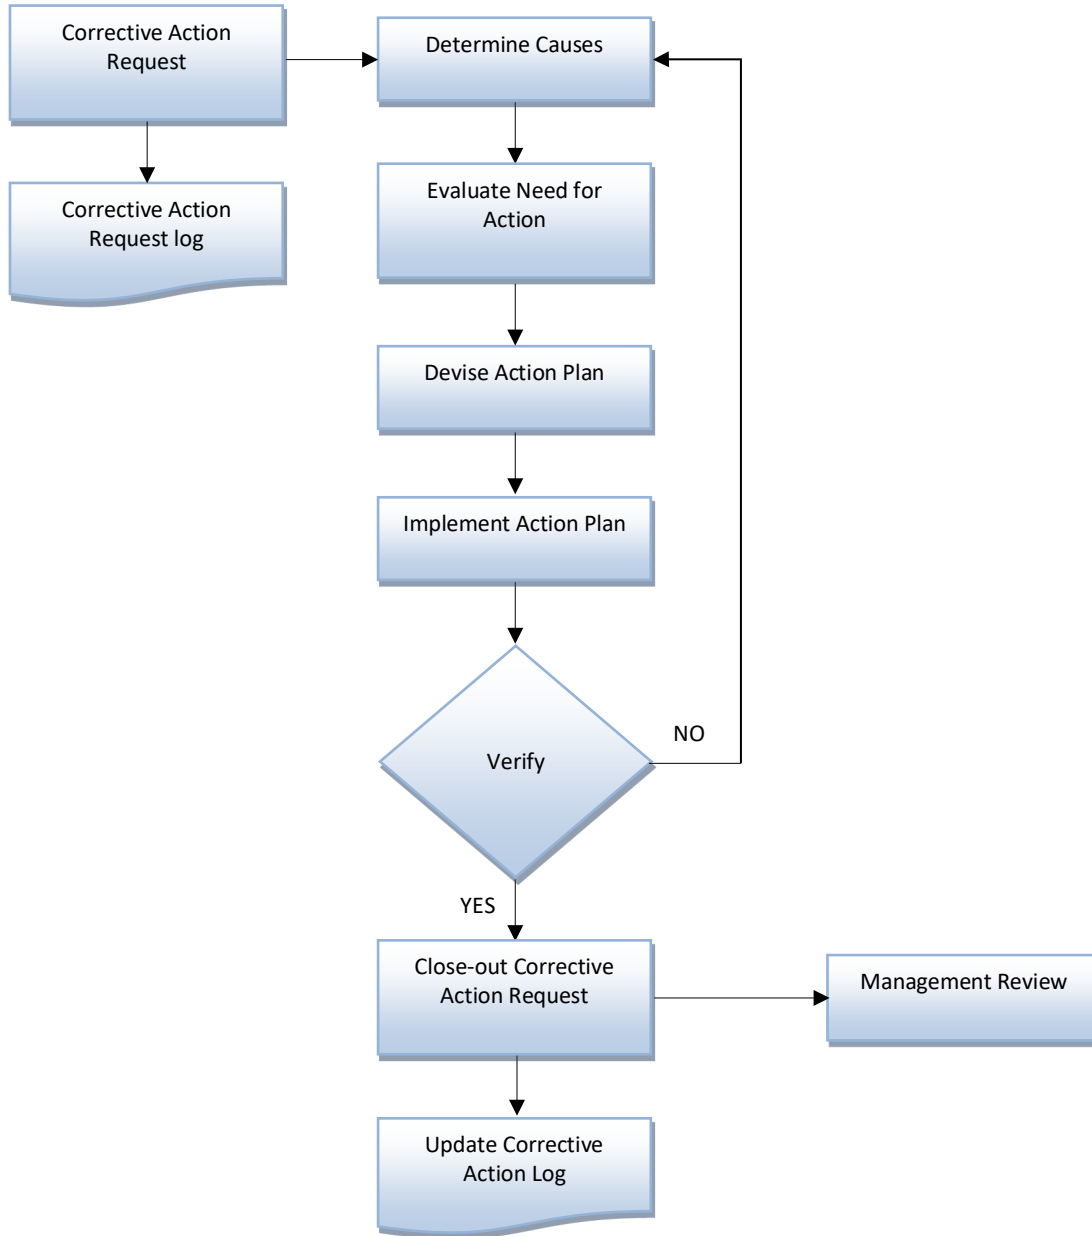 Corrective Action
Request
Determine Causes
Corrective Action
Request log
Evaluate Need for
Action
Devise Action Plan
Implement Action Plan
Verify
NO
YES
Close-out Corrective
Action Request
Management Review
Update Corrective
Action Log